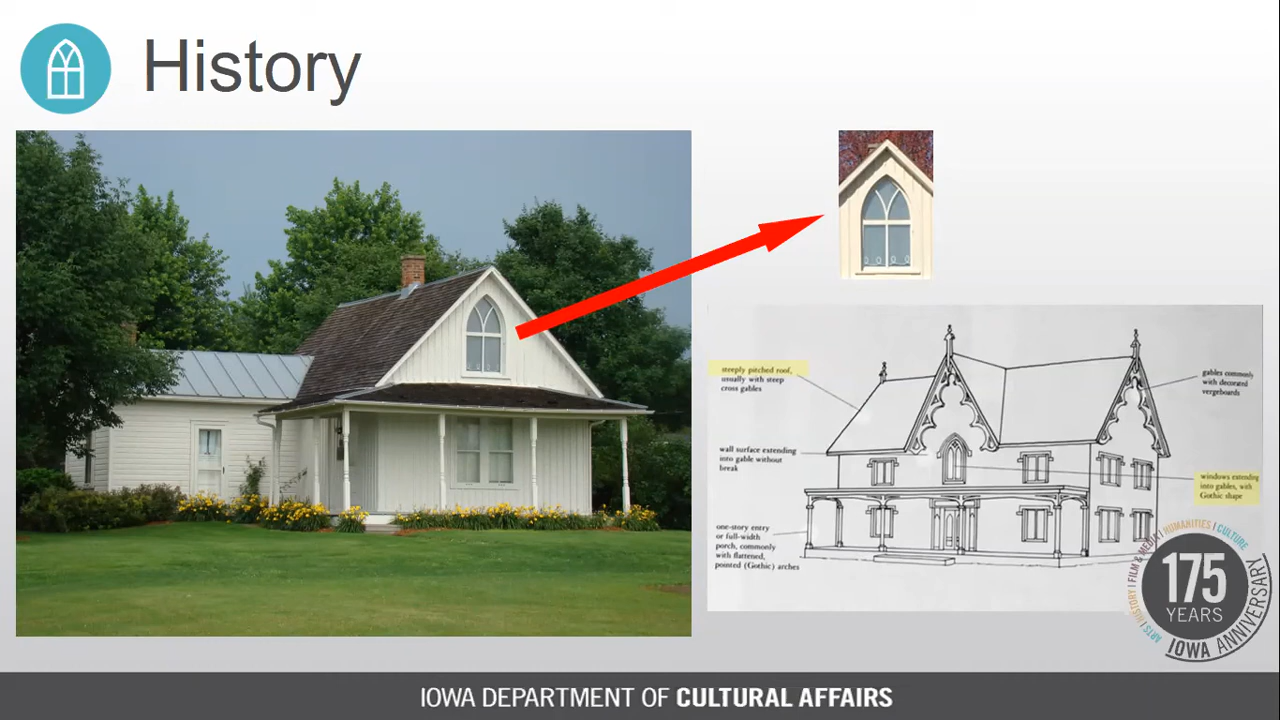 History
steeply pitched roof,
usually with steep
cross gables
gables commonly
with decorated
vergeboards
wall surface extending
into gable without
break
windows extending
into gables, with
Gothic shape
one-story entry
or full-width
porch, commonly
with flattened,
pointed (Gothic) arches
ARTS | HISTORY | FILM & MEDIA | HUMANITIES | CULTURE
175
YEARS
IOWA ANNIVERSARY
IOWA DEPARTMENT OF CULTURAL AFFAIRS